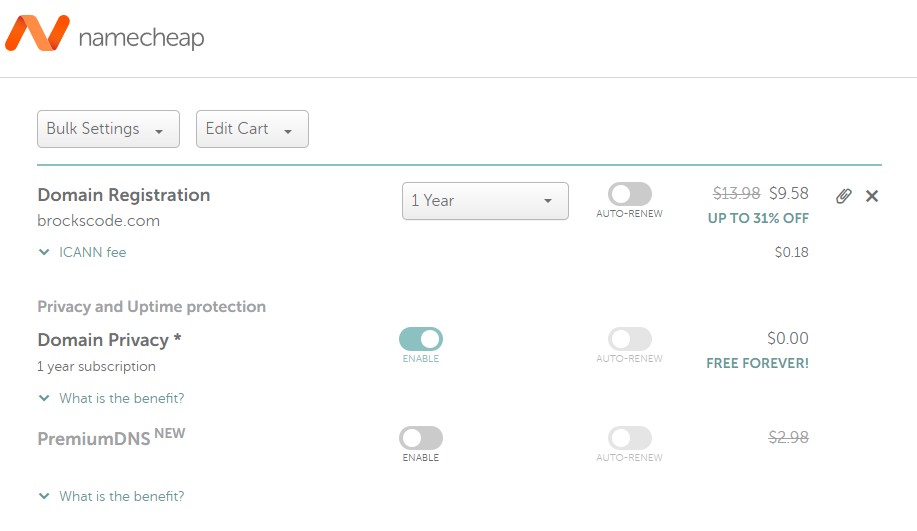 namecheap
Bulk Settings
Edit Cart
Domain Registration
1 Year
AUTO-RENEW
$13.98 $9.58
UP TO 31% OFF
brockscode.com
ICANN fee
$0.18
Privacy and Uptime protection
Domain Privacy *
ENABLE
AUTO-RENEW
$0.00
FREE FOREVER!
1 year subscription
What is the benefit?
PremiumDNS NEW
ENABLE
AUTO-RENEW
$2.98
What is the benefit?